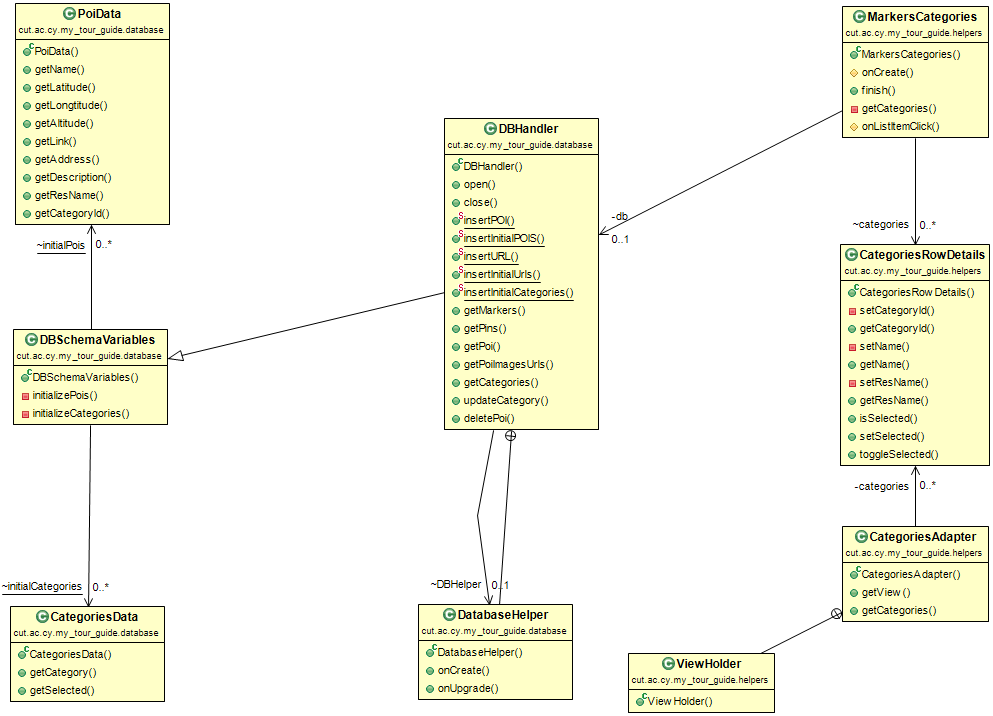 PoiData
cut.ac.cy.my_tour_guide.database
PoiData()
getName()
getLatitude()
getLongtitude()
getAltitude()
getLink()
getAddress()
getDescription()
getResName()
getCategoryId()
~initialPois
0..*
DBSchemaVariables
cut.ac.cy.my_tour_guide.database
DBSchemaVariables()
initializePois()
initializeCategories()
~initialCategories
0..*
CategoriesData
cut.ac.cy.my_tour_guide.database
CategoriesData()
getCategory()
getSelected()
DBHandler
cut.ac.cy.my_tour_guide.database
DBHandler()
open()
close()
insertPOI()
insertInitialPOIS()
insertURL()
insertInitialUrls()
insertInitialCategories()
getMarkers()
getPins()
getPoi()
getPoiImagesUrls()
getCategories()
updateCategory()
deletePoi()
~DBHelper
0..1
DatabaseHelper
cut.ac.cy.my_tour_guide.database
DatabaseHelper()
onCreate()
onUpgrade()
-db
0..1
MarkersCategories
cut.ac.cy.my_tour_guide.helpers
MarkersCategories()
onCreate()
finish()
getCategories()
onListItemClick()
~categories
0..*
CategoriesRowDetails
cut.ac.cy.my_tour_guide.helpers
CategoriesRowDetails()
setCategoryId()
getCategoryId()
setName()
getName()
setResName()
getResName()
isSelected()
setSelected()
toggleSelected()
-categories
0..*
CategoriesAdapter
cut.ac.cy.my_tour_guide.helpers
CategoriesAdapter()
getView()
getCategories()
ViewHolder
cut.ac.cy.my_tour_guide.helpers
ViewHolder()